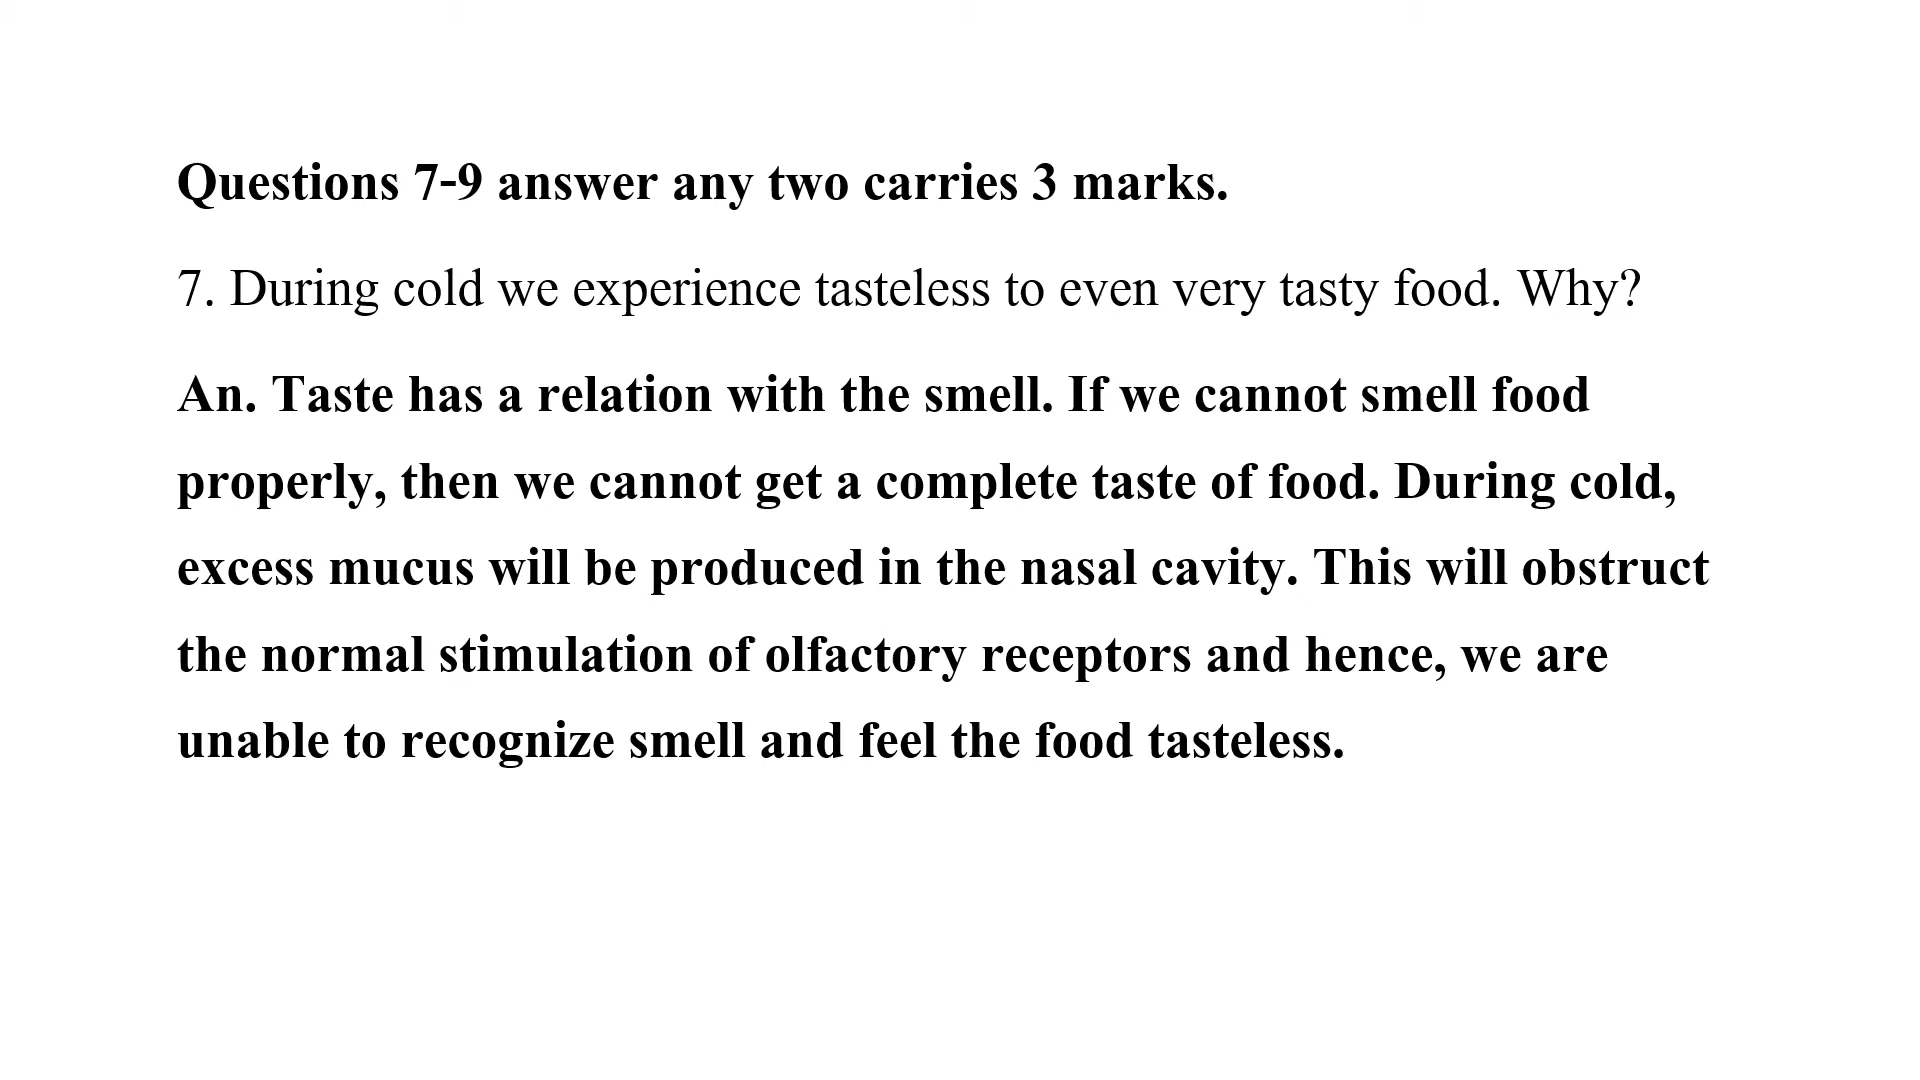 Questions 7-9 answer any two carries 3 marks.
7. During cold we experience tasteless to even very tasty food. Why?
An. Taste has a relation with the smell. If we cannot smell food
properly, then we cannot get a complete taste of food. During cold,
excess mucus will be produced in the nasal cavity. This will obstruct
the normal stimulation of olfactory receptors and hence, we are
unable to recognize smell and feel the food tasteless.